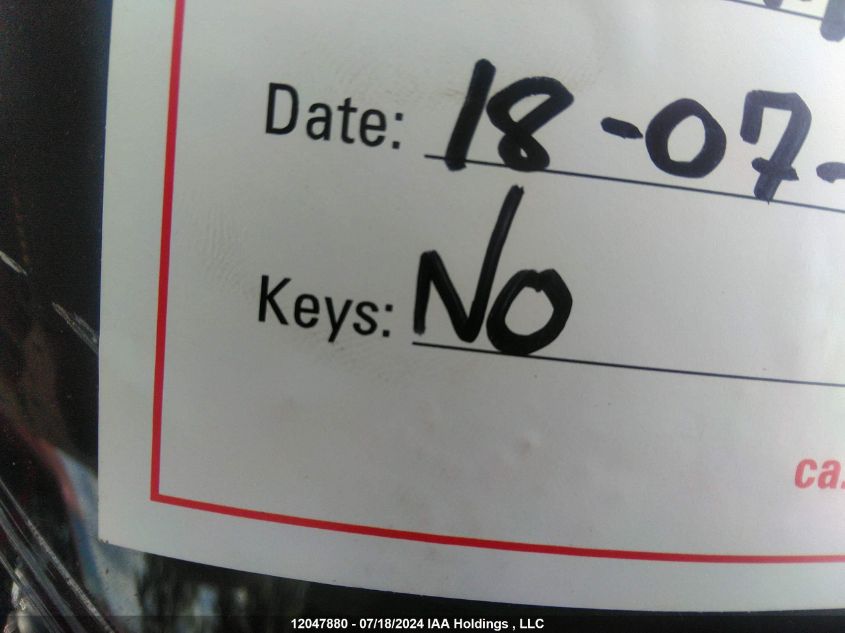 Date: 18-07-
Keys: No
ca.
12047880 - 07/18/2024 IAA Holdings , LLC